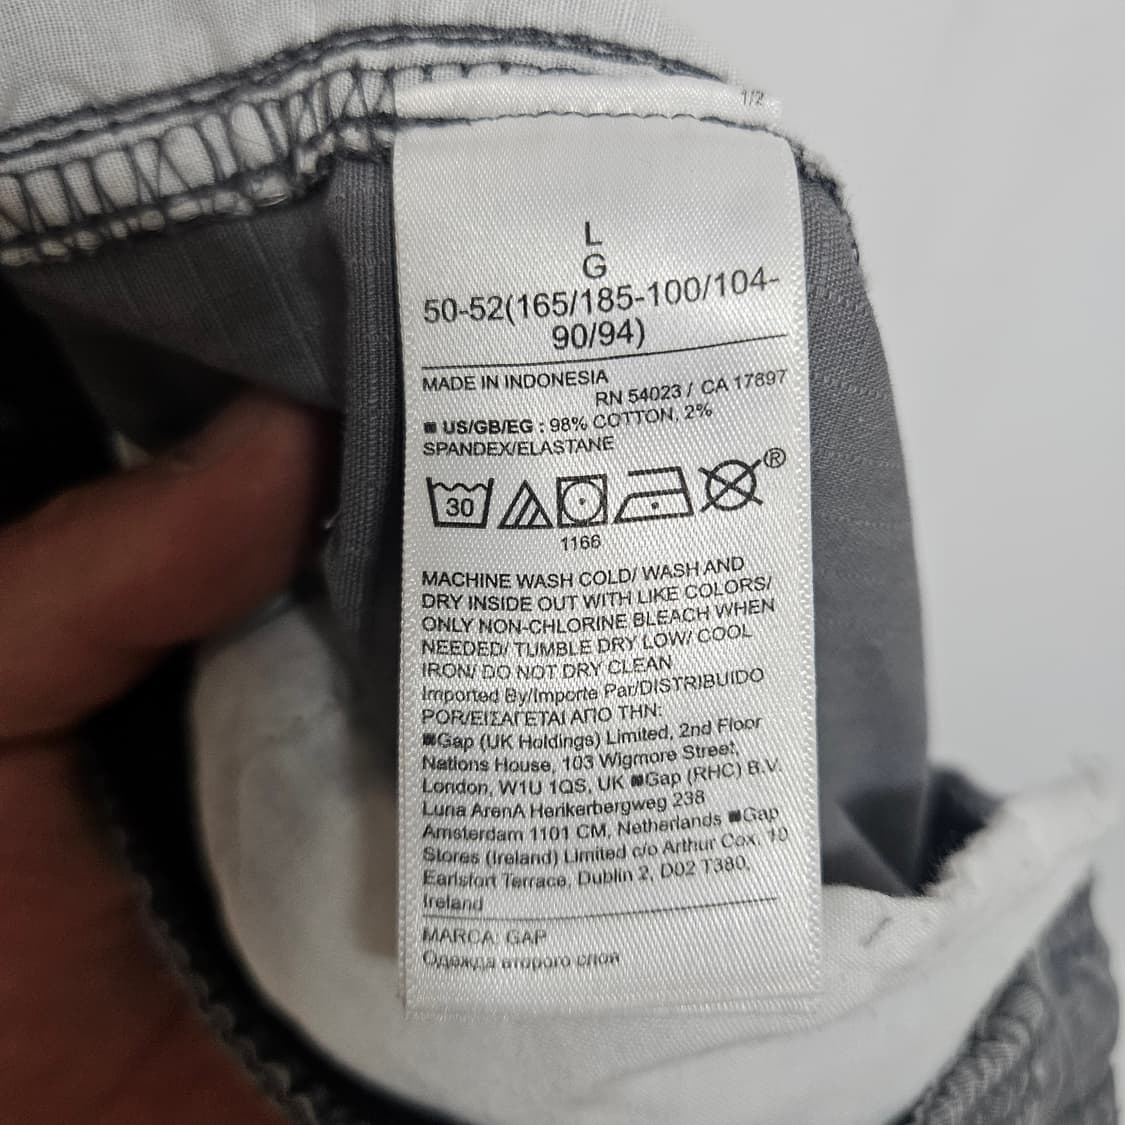 1/2
L
G
50-52(165/185-100/104-
90/94)
MADE IN INDONESIA
RN 54023 / CA 17897
■ US/GB/EG : 98% COTTON, 2%
SPANDEX/ELASTANE
30
®
1166
MACHINE WASH COLD/ WASH AND
DRY INSIDE OUT WITH LIKE COLORS/
ONLY NON-CHLORINE BLEACH WHEN
NEEDED/ TUMBLE DRY LOW/ COOL
IRON/ DO NOT DRY CLEAN
Imported By/Importe Par/DISTRIBUIDO
POR/ΕΙΣΑΓΕΤΑΙ ΑΠΟ ΤΗΝ:
■Gap (UK Holdings) Limited, 2nd Floor
Nations House, 103 Wigmore Street,
London, W1U 1QS, UK ■Gap (RHC) B.V.
Luna ArenA Herikerbergweg 238
Amsterdam 1101 CM, Netherlands ■Gap
Stores (Ireland) Limited c/o Arthur Cox, 10
Earlsfort Terrace, Dublin 2, D02 T380,
Ireland
MARCA: GAP
Одежда второго слоя